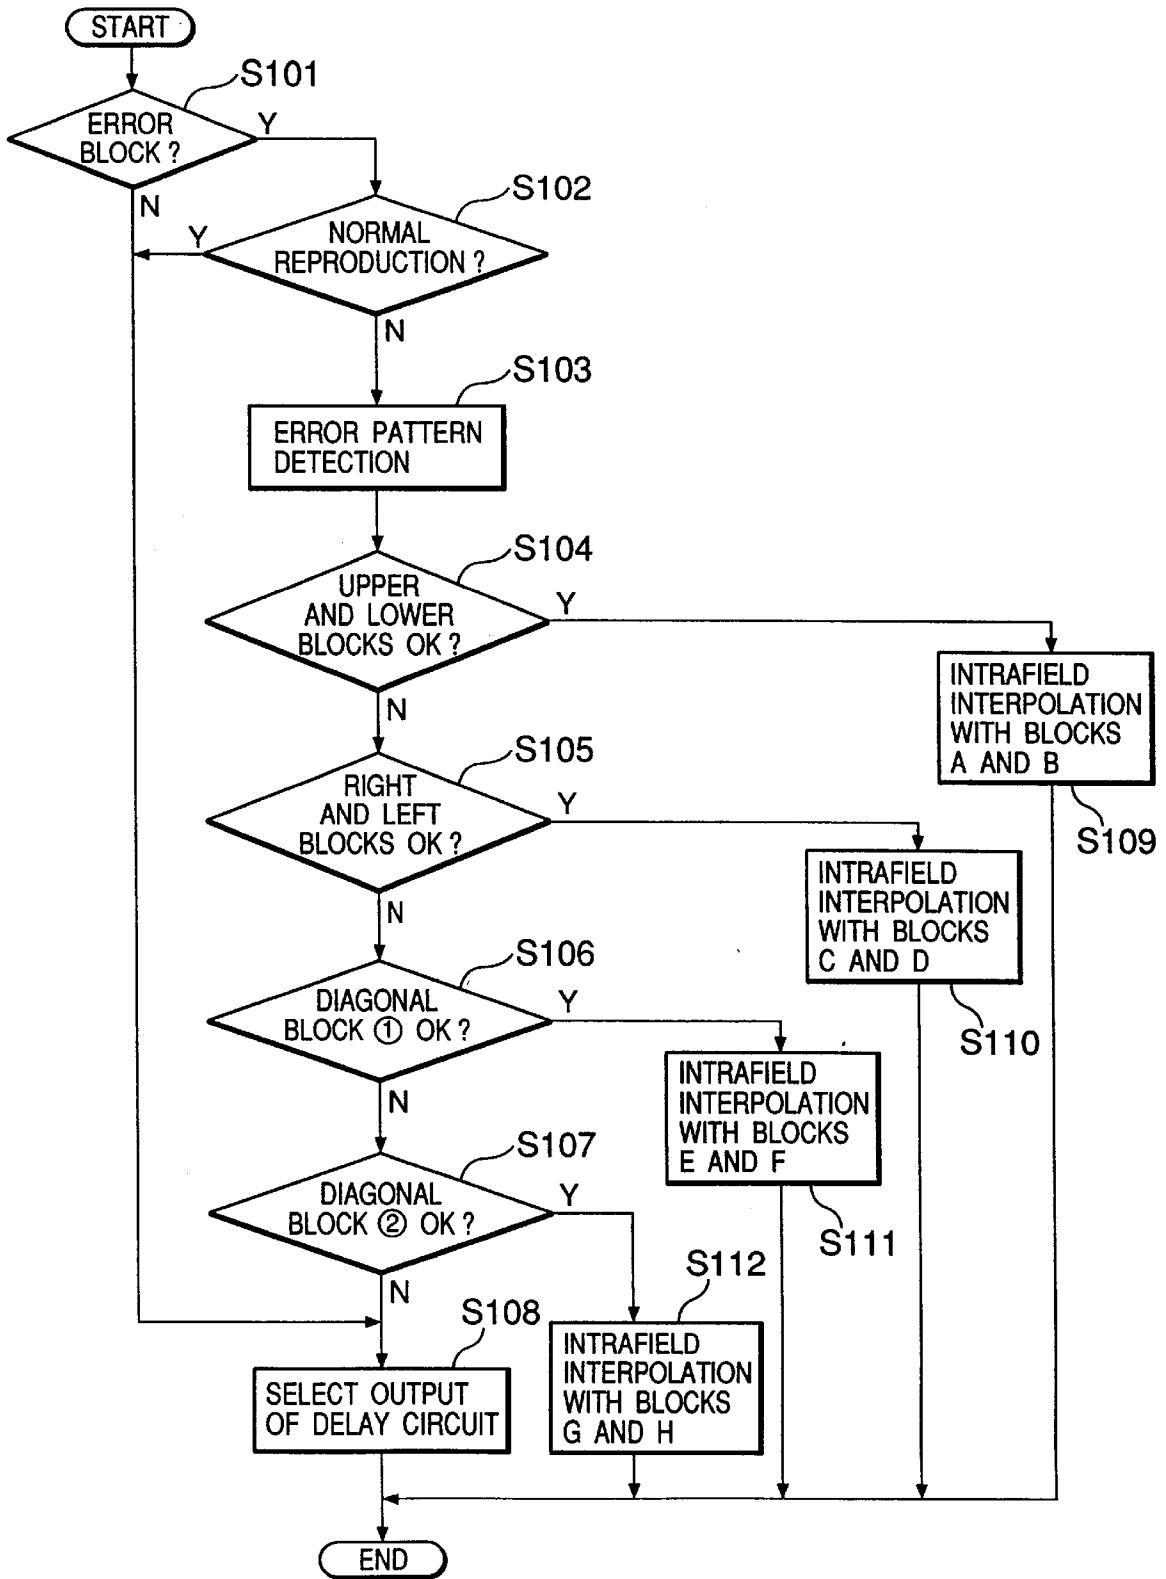 START
S101
ERROR
BLOCK ?
Y
N
S102
NORMAL
REPRODUCTION ?
Y
N
S103
ERROR PATTERN
DETECTION
S104
UPPER
AND LOWER
BLOCKS OK ?
Y
N
INTRAFIELD
INTERPOLATION
WITH BLOCKS
A AND B
S109
S105
RIGHT
AND LEFT
BLOCKS OK ?
Y
N
INTRAFIELD
INTERPOLATION
WITH BLOCKS
C AND D
S110
S106
DIAGONAL
BLOCK ① OK ?
Y
N
INTRAFIELD
INTERPOLATION
WITH BLOCKS
E AND F
S111
S107
DIAGONAL
BLOCK ② OK ?
Y
N
S112
INTRAFIELD
INTERPOLATION
WITH BLOCKS
G AND H
S108
SELECT OUTPUT
OF DELAY CIRCUIT
END